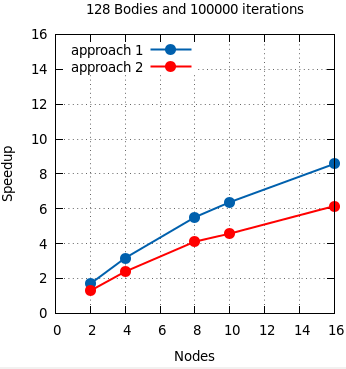 128 Bodies and 100000 iterations
approach 1
approach 2
Speedup
16
14
12
10
8
6
4
2
0
0 2 4 6 8 10 12 14 16
Nodes